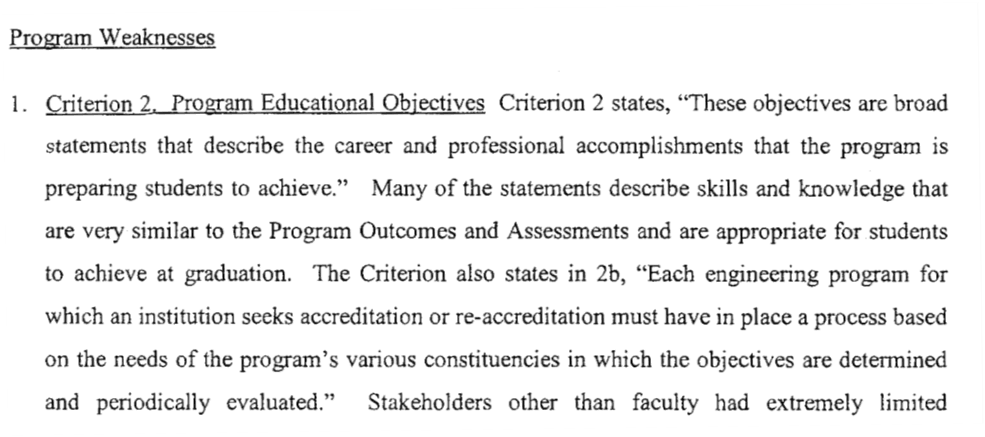 Program Weaknesses
1. Criterion 2. Program Educational Objectives Criterion 2 states, “These objectives are broad
statements that describe the career and professional accomplishments that the program is
preparing students to achieve.” Many of the statements describe skills and knowledge that
are very similar to the Program Outcomes and Assessments and are appropriate for students
to achieve at graduation. The Criterion also states in 2b, “Each engineering program for
which an institution seeks accreditation or re-accreditation must have in place a process based
on the needs of the program’s various constituencies in which the objectives are determined
and periodically evaluated.” Stakeholders other than faculty had extremely limited